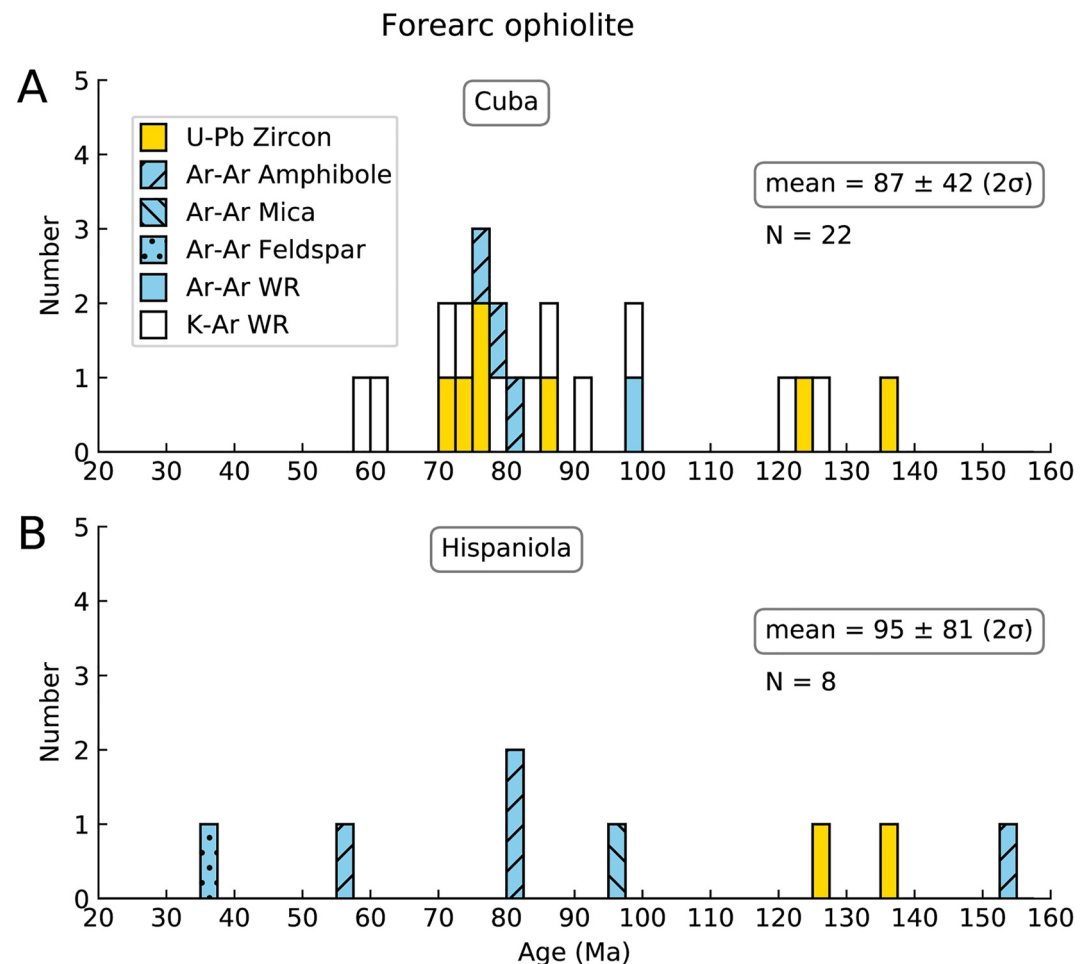 Forearc ophiolite
A
Cuba
U-Pb Zircon
Ar-Ar Amphibole
Ar-Ar Mica
Ar-Ar Feldspar
Ar-Ar WR
K-Ar WR
mean = 87 ± 42 (2σ)
N = 22
Number
5
4
3
2
1
0
20 30 40 50 60 70 80 90 100 110 120 130 140 150 160
B
Hispaniola
mean = 95 ± 81 (2σ)
N = 8
Number
5
4
3
2
1
0
20 30 40 50 60 70 80 90 100 110 120 130 140 150 160
Age (Ma)